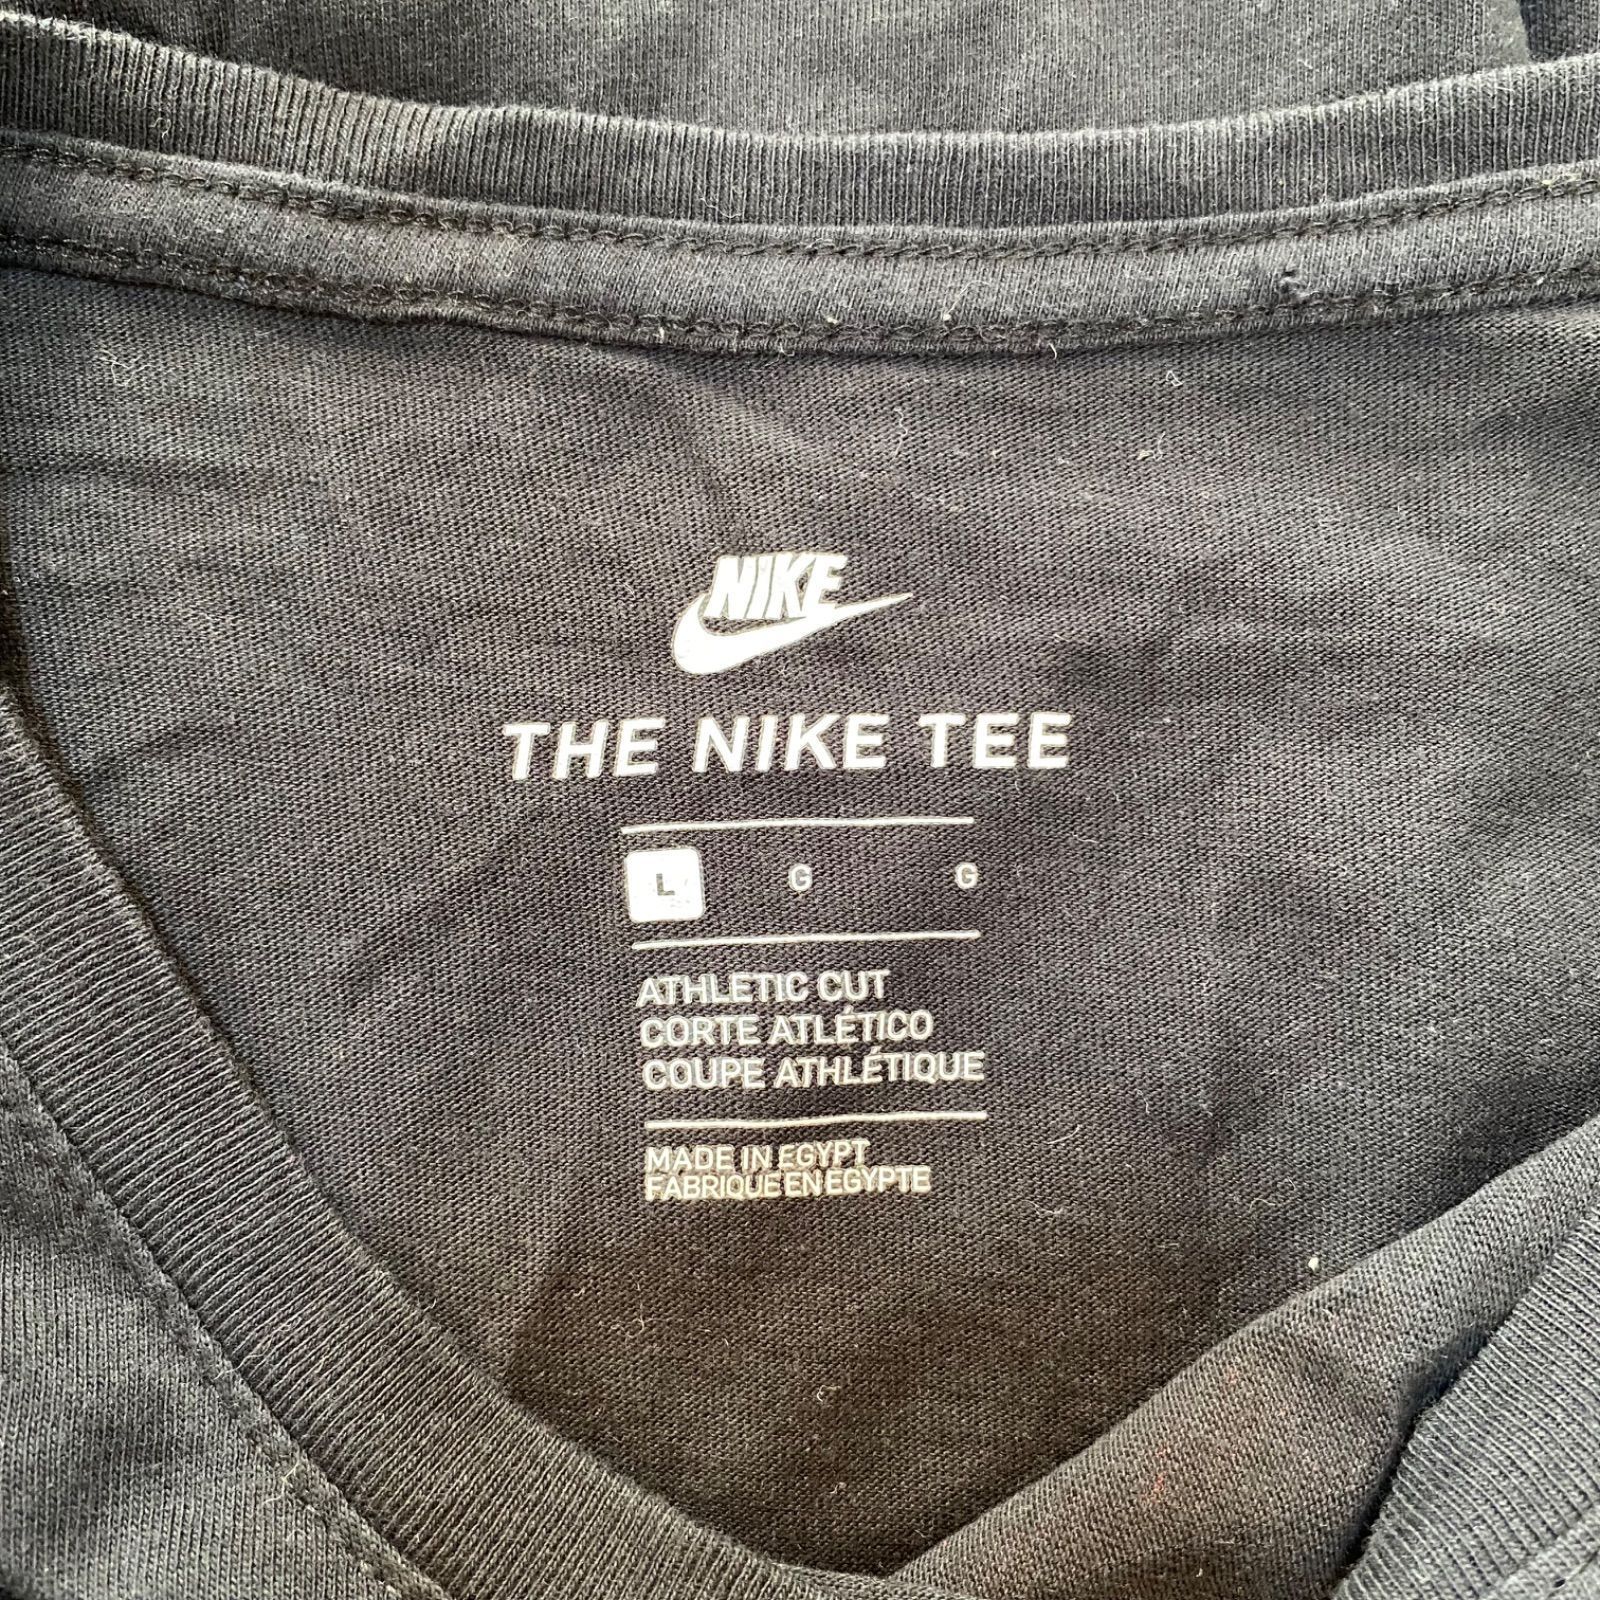 NIKE
THE NIKE TEE
L G G
ATHLETIC CUT
CORTE ATLÉTICO
COUPE ATHLÉTIQUE
MADE IN EGYPT
FABRIQUE EN EGYPTE